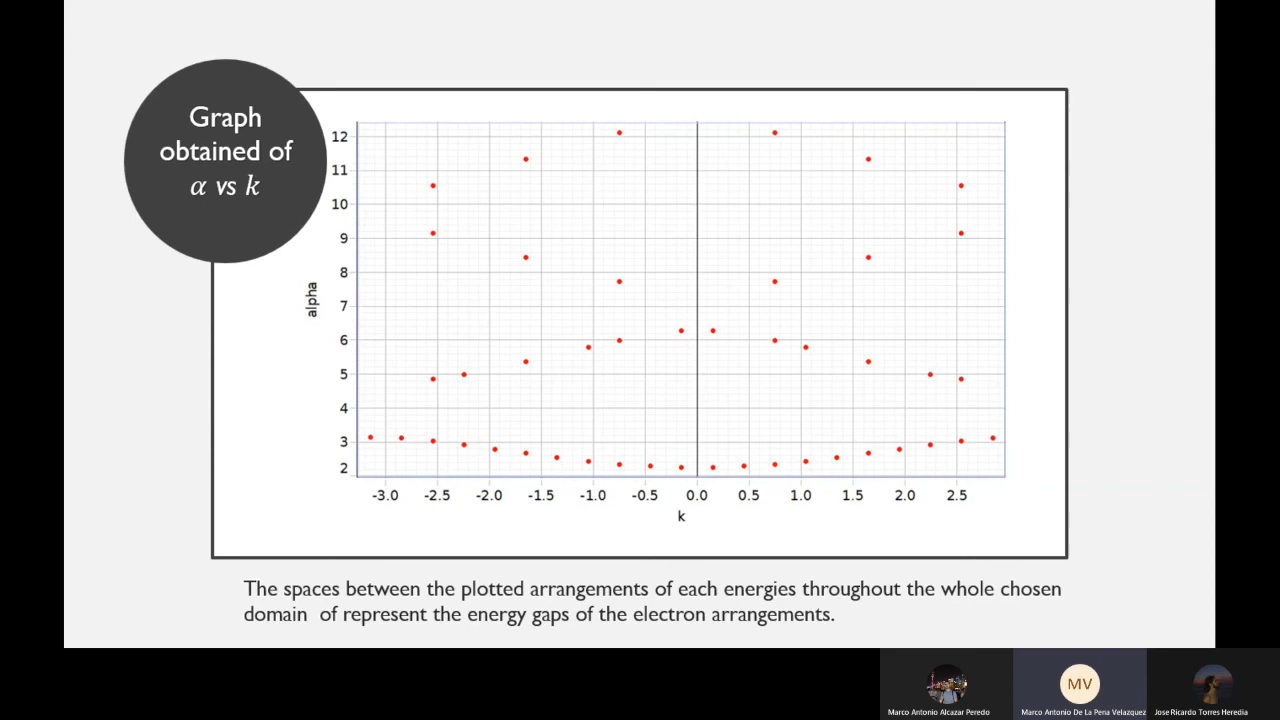 Graph
obtained of
α vs k
12
11
10
9
8
7
6
5
4
3
2
alpha
-3.0 -2.5 -2.0 -1.5 -1.0 -0.5 0.0 0.5 1.0 1.5 2.0 2.5
k
The spaces between the plotted arrangements of each energies throughout the whole chosen
domain of represent the energy gaps of the electron arrangements.
MV
Marco Antonio Alcazar Peredo
Marco Antonio De La Pena Velazquez
Jose Ricardo Torres Heredia